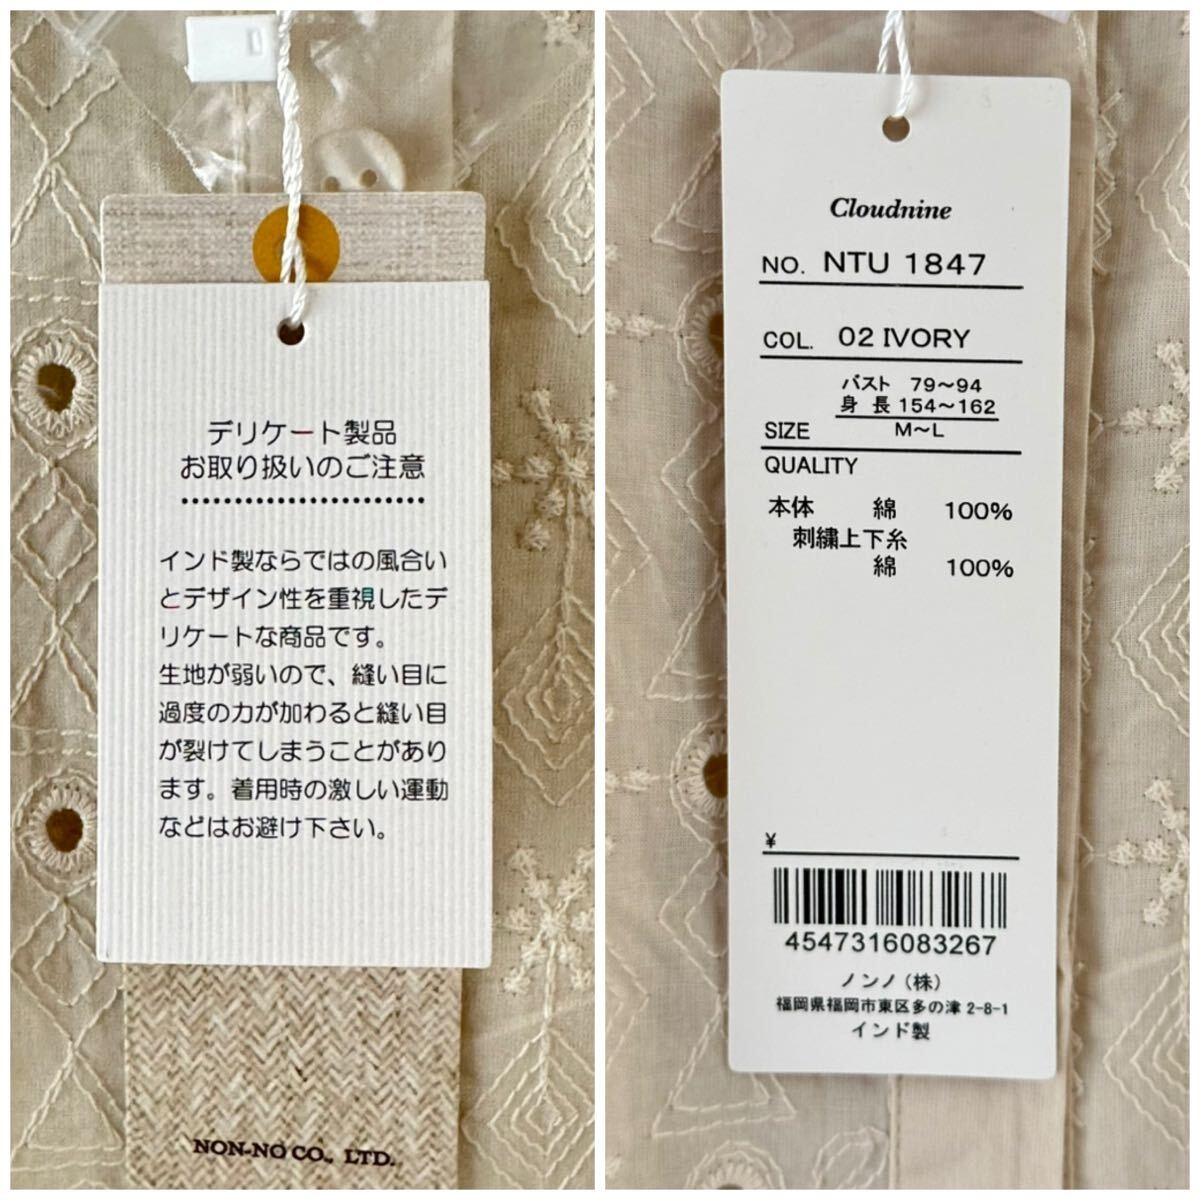 デリケート製品
お取り扱いのご注意
インド製ならではの風合い
とデザイン性を重視したデ
リケートな商品です。
生地が弱いので、縫い目に
過度の力が加わると縫い目
が裂けてしまうことがあり
ます。着用時の激しい運動
などはお避け下さい。
NON-NO CO., LTD.
Cloudnine
NO. NTU 1847
COL. 02 IVORY
バスト 79〜94
身 長 154〜162
SIZE M〜L
QUALITY
本体 綿 100%
刺繍上下糸
綿 100%
¥
4547316083267
ノンノ(株)
福岡県福岡市東区多の津 2-8-1
インド製